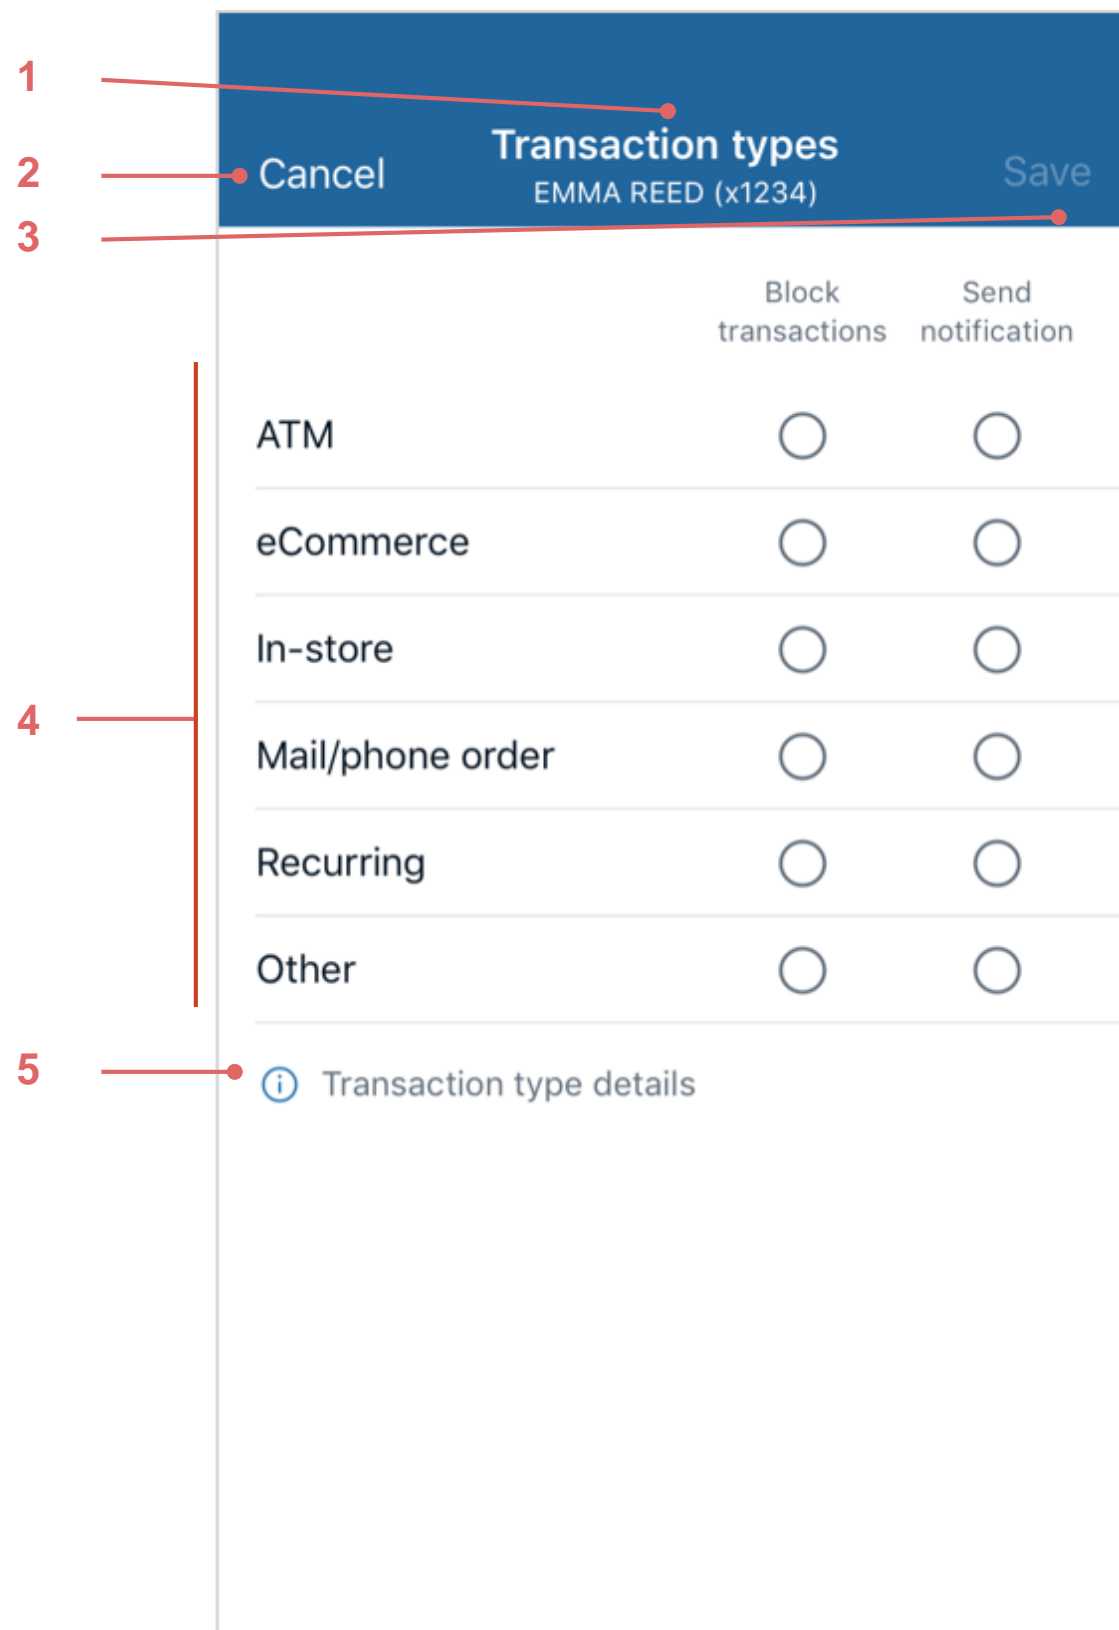 1
Transaction types
2
Cancel
EMMA REED (x1234)
Save
3
Block transactions
Send notification
ATM
eCommerce
In-store
4
Mail/phone order
Recurring
Other
5
Transaction type details